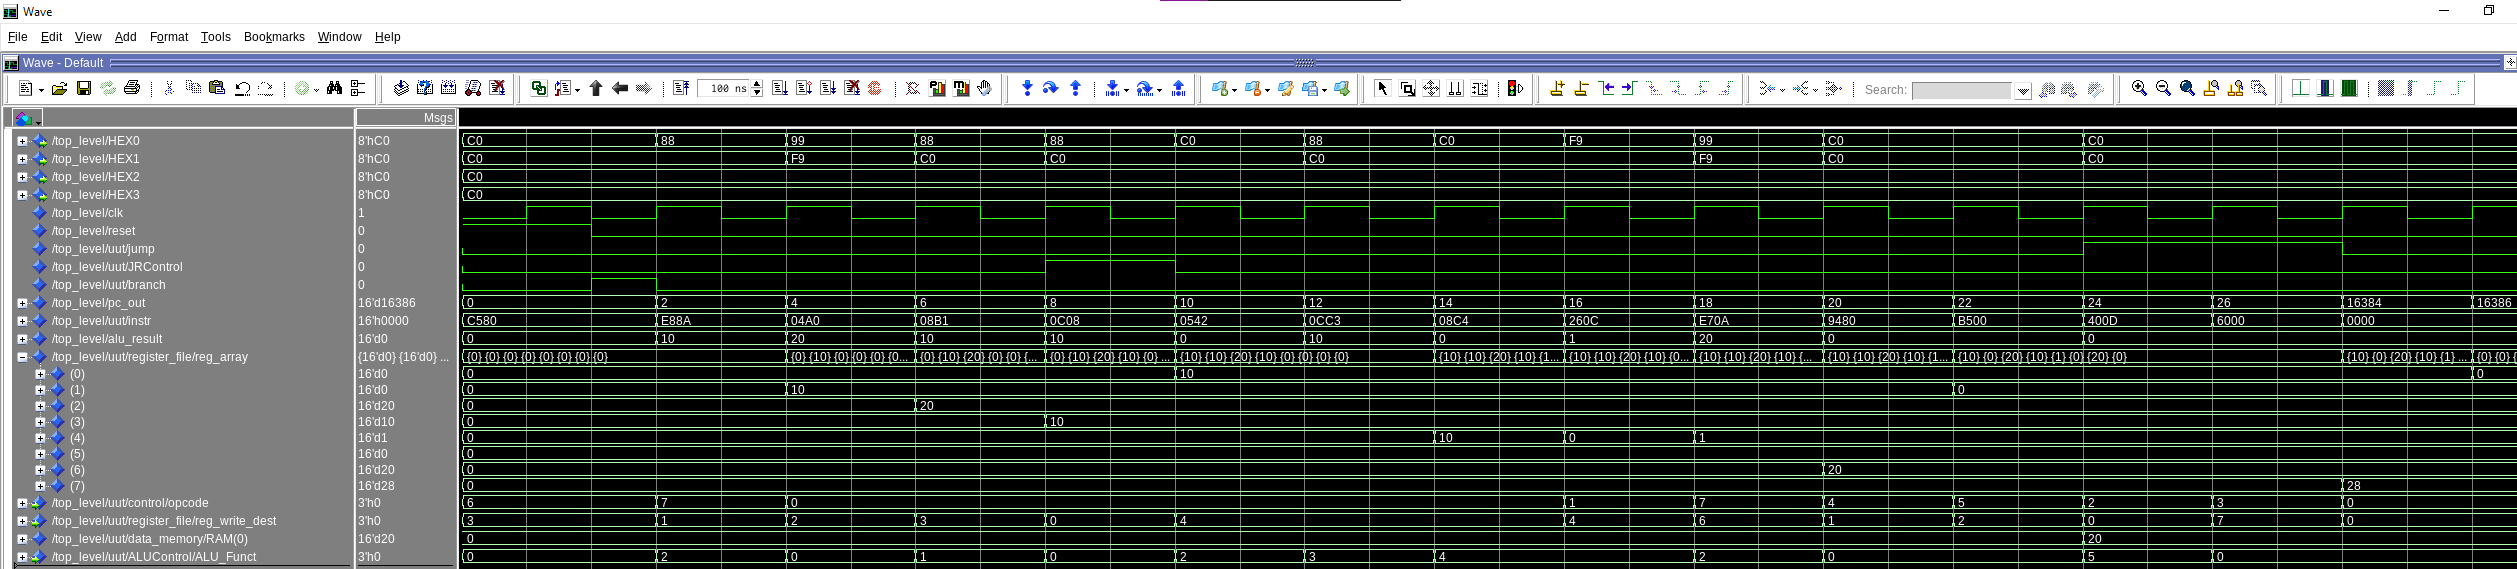 Wave
File Edit View Add Format Tools Bookmarks Window Help
Wave - Default
100 ns Search:
Msgs
/top_level/HEX0 8'hC0 C0 88 99 88 88 C0 88 C0 F9 99 C0 C0
/top_level/HEX1 8'hC0 C0 F9 C0 C0 C0 F9 C0 C0
/top_level/HEX2 8'hC0 C0
/top_level/HEX3 8'hC0 C0
/top_level/clk 1
/top_level/reset 0
/top_level/uut/jump 0
/top_level/uut/JRControl 0
/top_level/uut/branch 0
/top_level/pc_out 16'd16386 0 2 4 6 8 10 12 14 16 18 20 22 24 26 16384 16386
/top_level/uut/instr 16'h0000 C580 E88A 04A0 08B1 0C08 0542 0CC3 08C4 260C E70A 9480 B500 400D 6000 0000
/top_level/alu_result 16'd0 0 10 20 10 10 0 10 0 1 20 0 0
/top_level/uut/register_file/reg_array {16'd0} {16'd0} ... {0} {0} {0} {0} {0} {0} {0} {0} {0} {10} {0} {0} {0} {0... {0} {10} {20} {0} {0} {... {0} {10} {20} {10} {0} ... {10} {10} {20} {10} {0} {0} {0} {0} {10} {10} {20} {10} {1... {10} {10} {20} {10} {0... {10} {10} {20} {10} {... {10} {10} {20} {10} {1... {10} {0} {20} {10} {1} {0} {20} {0} {10} {0} {20} {10} {1} ... {0} {0} {
(0) 16'd0 0 10 0
(1) 16'd0 0 10 0
(2) 16'd20 0 20
(3) 16'd10 0 10
(4) 16'd1 0 10 0 1
(5) 16'd0 0
(6) 16'd20 0 20
(7) 16'd28 0 28
/top_level/uut/control/opcode 3'h0 6 7 0 1 7 4 5 2 3 0
/top_level/uut/register_file/reg_write_dest 3'h0 3 1 2 3 0 4 4 6 1 2 0 7 0
/top_level/uut/data_memory/RAM(0) 16'd20 0 20
/top_level/uut/ALUControl/ALU_Funct 3'h0 0 2 0 1 0 2 3 4 2 0 5 0